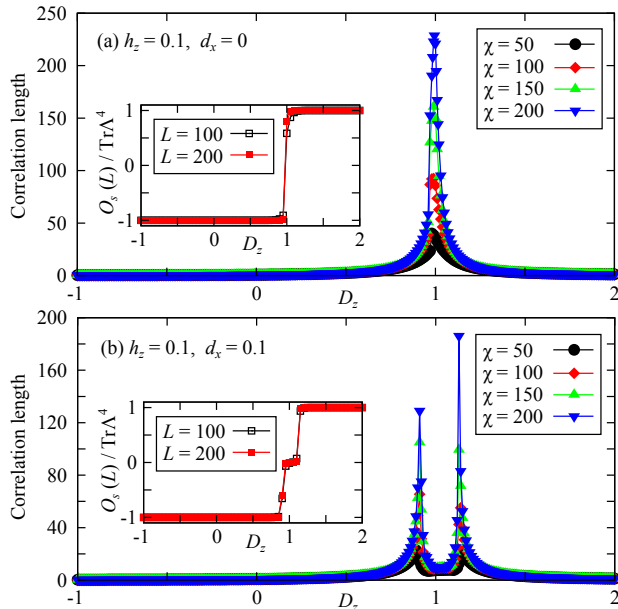 (a) h_z = 0.1, d_x = 0
Correlation length
250
200
150
100
50
0
-1
0
1
2
D_z
χ = 50
χ = 100
χ = 150
χ = 200
O_s (L) / TrΛ^4
1
0
-1
L = 100
L = 200
-1
0
1
2
D_z
(b) h_z = 0.1, d_x = 0.1
Correlation length
200
160
120
80
40
0
-1
0
1
2
D_z
χ = 50
χ = 100
χ = 150
χ = 200
O_s (L) / TrΛ^4
1
0
-1
L = 100
L = 200
-1
0
1
2
D_z